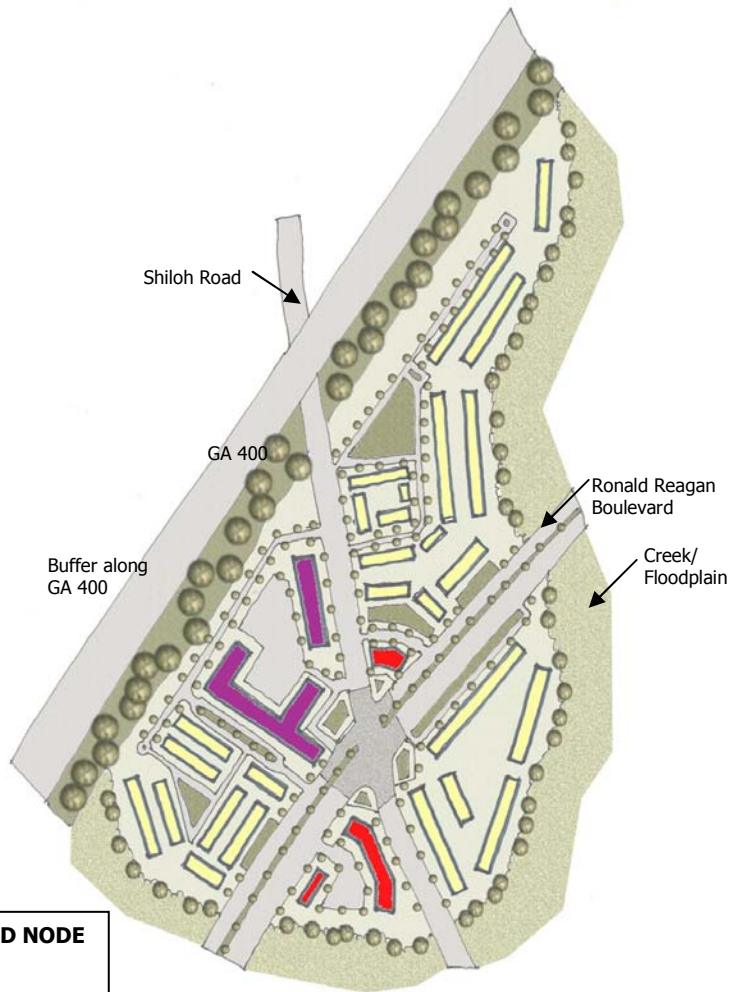 Shiloh Road
GA 400
Ronald Reagan
Boulevard
Buffer along
GA 400
Creek/
Floodplain
D NODE